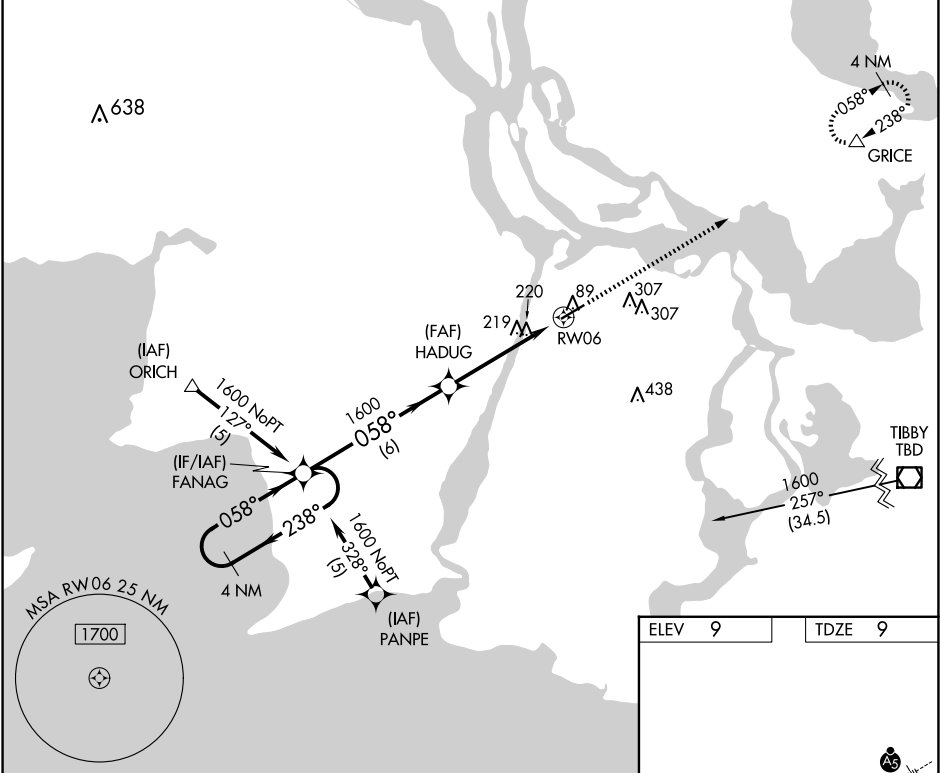 638
4 NM
058°
238°
GRICE
220
89
307
307
219
RW06
(FAF)
HADUG
(IAF)
ORICH
1600 NoPT
127°
(5)
1600
058°
(6)
438
(IF/IAF)
FANAG
TIBBY
TBD
1600
257°
(34.5)
058°
238°
1600 NoPT
328°
(5)
4 NM
(IAF)
PANPE
MSA RW06 25 NM
1700
ELEV 9
TDZE 9
A5